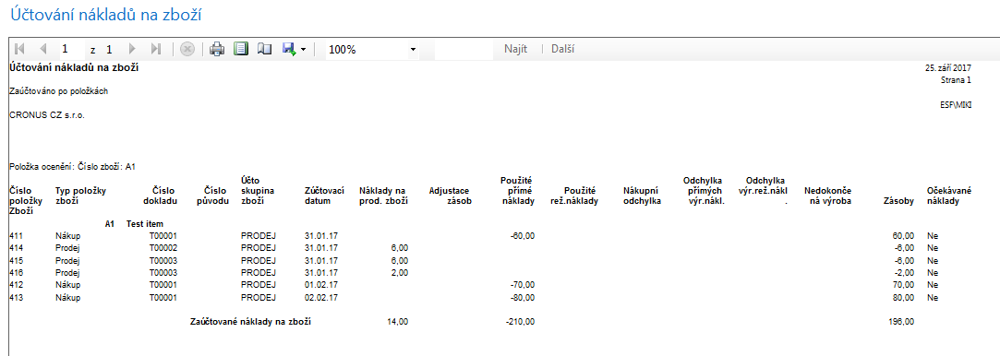 Účtování nákladů na zboží
1 z 1 100% Najít Další
Účtování nákladů na zboží 25. září 2017
Strana 1
Zaúčtováno po položkách
ESF\MIKI
CRONUS CZ s.r.o.
Položka ocenění: Číslo zboží: A1
Číslo položky Zboží Typ položky zboží Číslo dokladu Číslo původu Účto skupina zboží Zúčtovací datum Náklady na prod. zboží Adjustace zásob Použité přímé náklady Použité rež.náklady Nákupní odchylka Odchylka přímých výr.nákl. Odchylka výr.rež.nákl . Nedokonče ná výroba Zásoby Očekávané náklady
A1 Test item
411 Nákup T00001 PRODEJ 31.01.17 -60,00 60,00 Ne
414 Prodej T00002 PRODEJ 31.01.17 6,00 -6,00 Ne
415 Prodej T00003 PRODEJ 31.01.17 6,00 -6,00 Ne
416 Prodej T00003 PRODEJ 31.01.17 2,00 -2,00 Ne
412 Nákup T00001 PRODEJ 01.02.17 -70,00 70,00 Ne
413 Nákup T00001 PRODEJ 02.02.17 -80,00 80,00 Ne
Zaúčtované náklady na zboží 14,00 -210,00 196,00